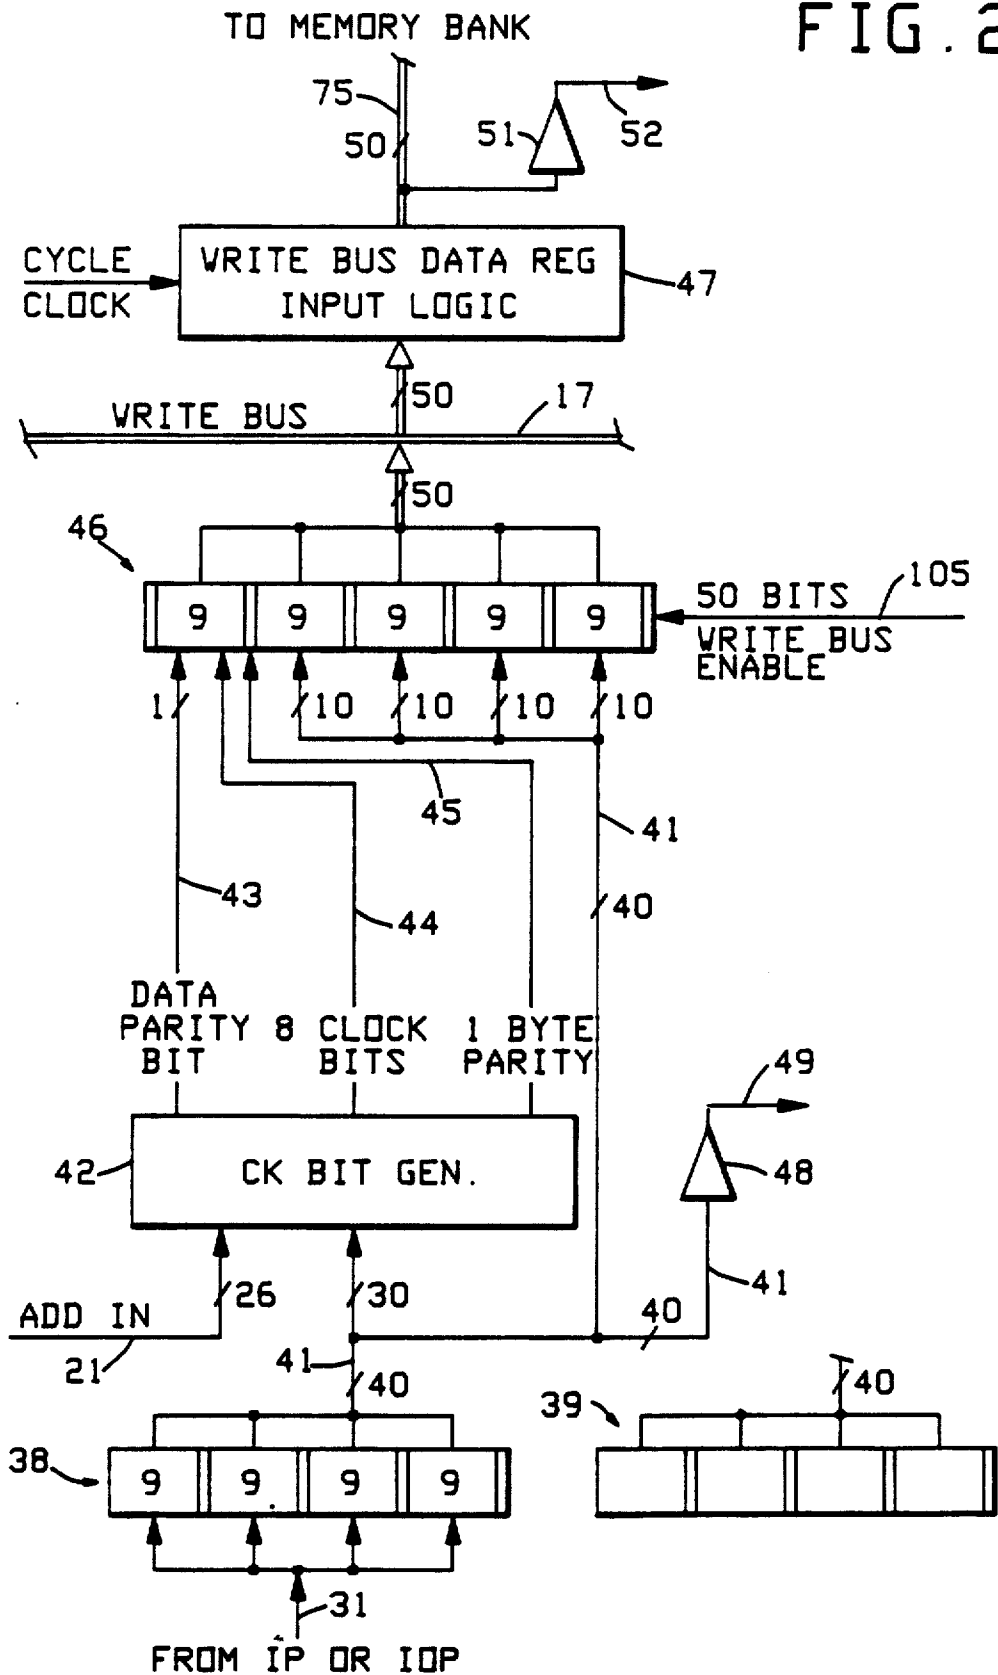 TO MEMORY BANK
FIG. 2
75
50
51
52
CYCLE
CLOCK
WRITE BUS DATA REG
INPUT LOGIC
47
50
WRITE BUS
17
50
46
9 9 9 9 9
50 BITS
105
WRITE BUS
ENABLE
1 10 10 10 10
45
41
43
44
40
DATA
PARITY
BIT
8 CLOCK
BITS
1 BYTE
PARITY
49
42
CK BIT GEN.
48
26
30
41
ADD IN
21
40
41
40
39
40
38
9 9 9 9
31
FROM IP OR IOP